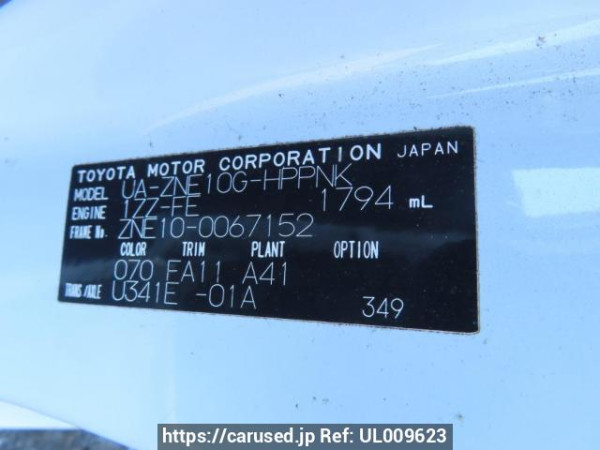 TOYOTA MOTOR CORPORATION JAPAN
MODEL UA-ZNE10G-HPPNK
ENGINE 1ZZ-FE 1794 mL
FRAME No. ZNE10-0067152
COLOR TRIM PLANT OPTION
070 FA11 A41
TRANS/AXLE U341E -01A 349
https://carused.jp Ref: UL009623